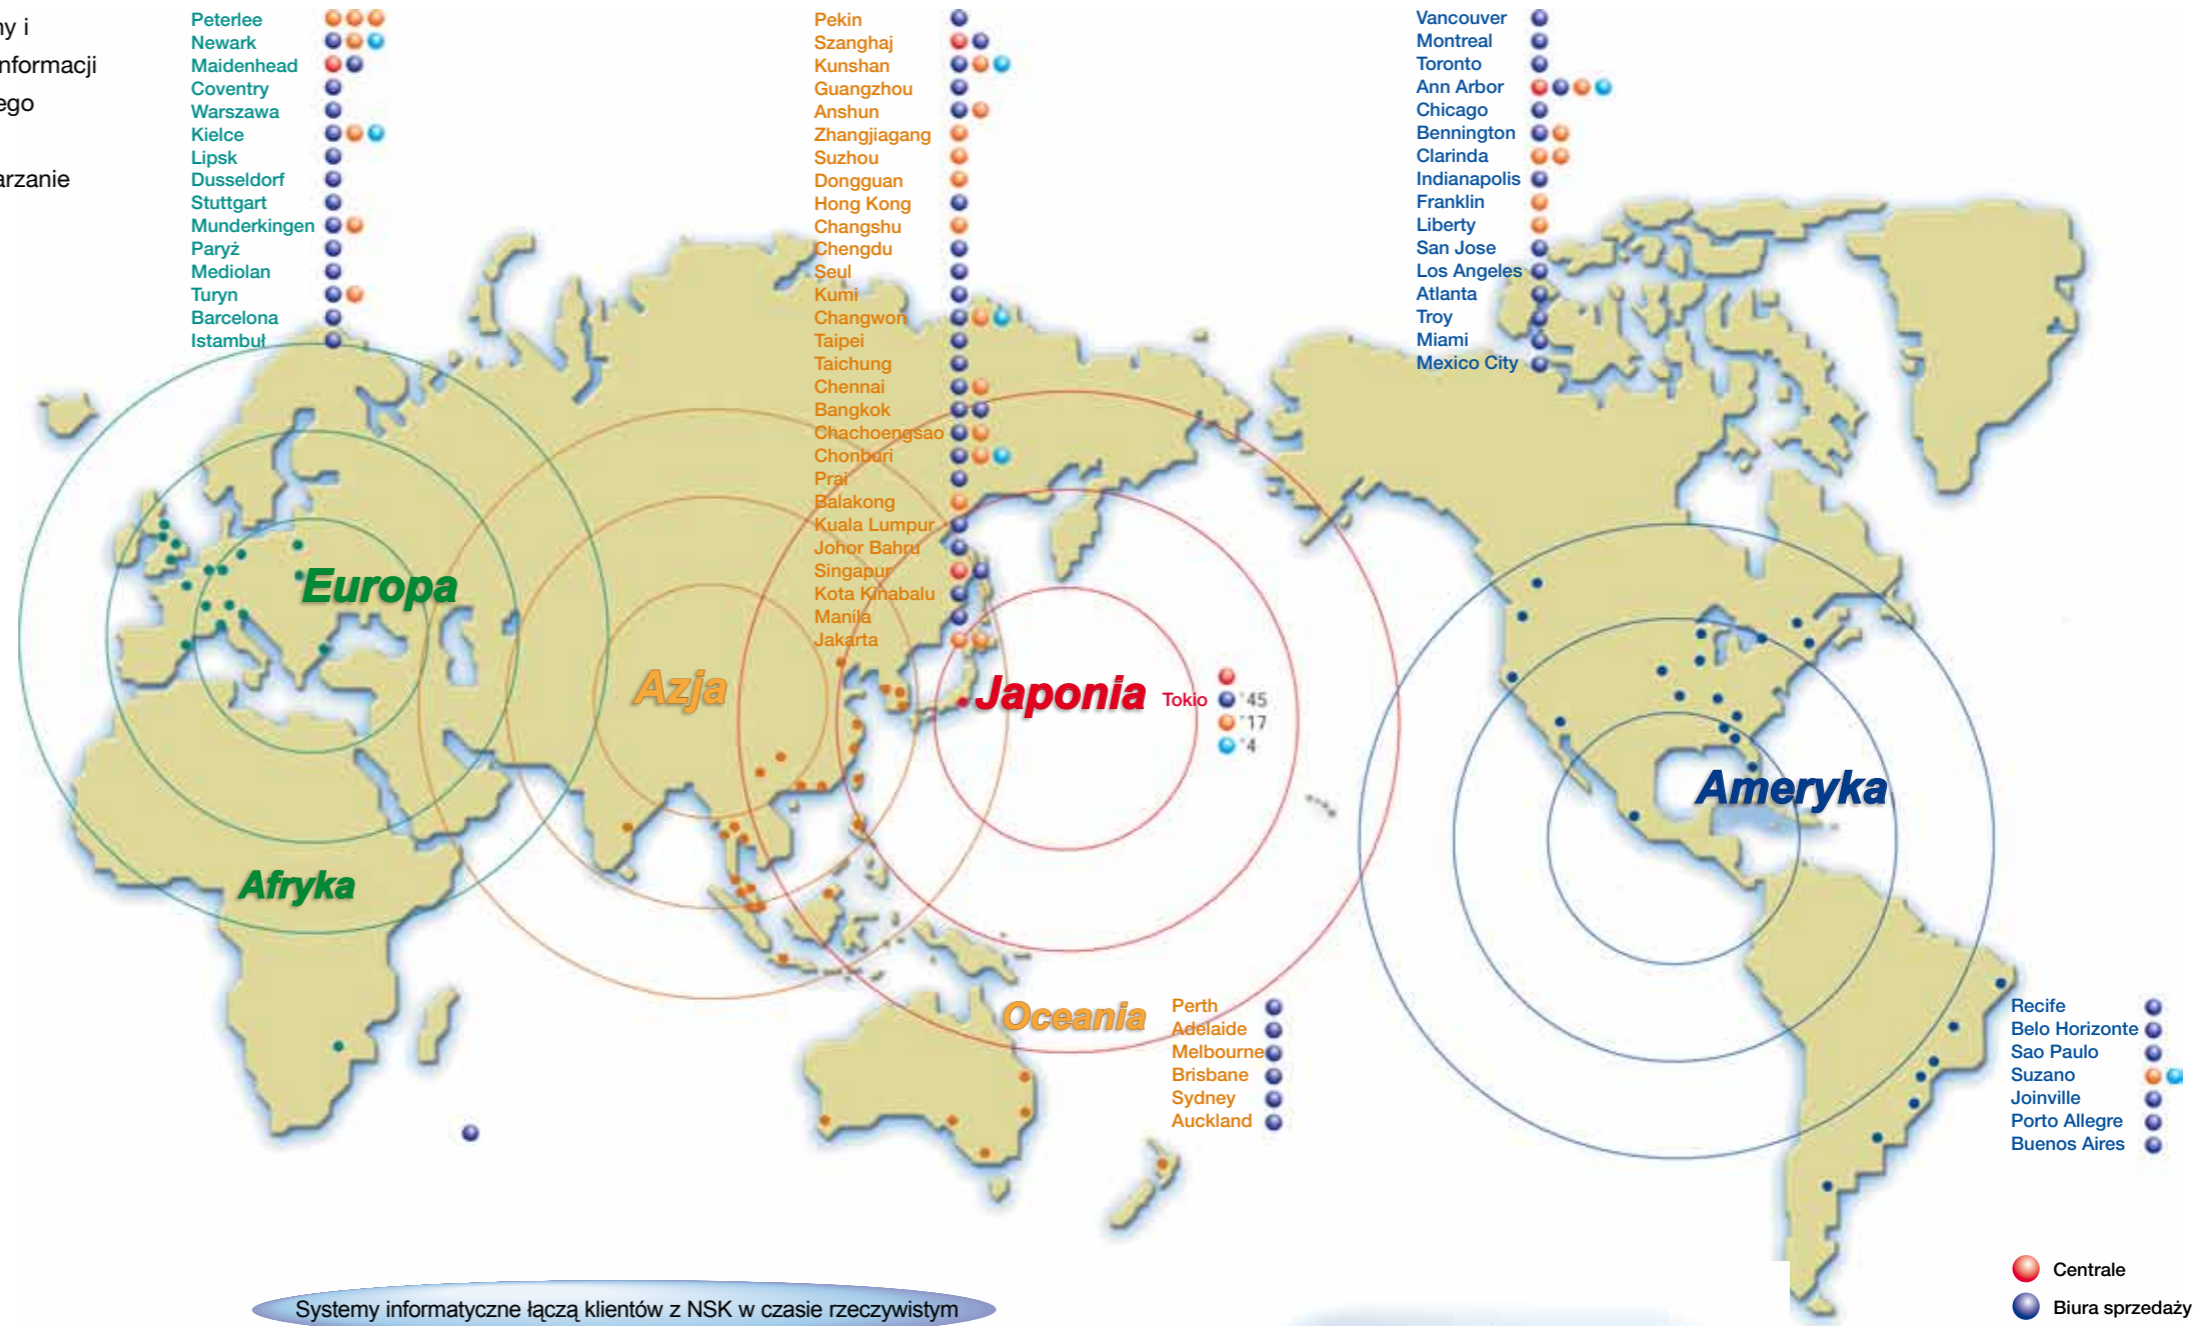 ny i
nformacji
ego
arzanie
Peterlee
Newark
Maidenhead
Coventry
Warszawa
Kielce
Lipsk
Dusseldorf
Stuttgart
Munderkingen
Paryż
Mediolan
Turyn
Barcelona
Istambuł
Pekin
Szanghaj
Kunshan
Guangzhou
Anshun
Zhangjiagang
Suzhou
Dongguan
Hong Kong
Changshu
Chengdu
Seul
Kumi
Changwon
Taipei
Taichung
Chennai
Bangkok
Chachoengsao
Chonburi
Prai
Balakong
Kuala Lumpur
Johor Bahru
Singapur
Kota Kinabalu
Manila
Jakarta
Vancouver
Montreal
Toronto
Ann Arbor
Chicago
Bennington
Clarinda
Indianapolis
Franklin
Liberty
San Jose
Los Angeles
Atlanta
Troy
Miami
Mexico City
Europa
Azja
Japonia
Tokio
*45
*17
*4
Ameryka
Afryka
Oceania
Perth
Adelaide
Melbourne
Brisbane
Sydney
Auckland
Recife
Belo Horizonte
Sao Paulo
Suzano
Joinville
Porto Allegre
Buenos Aires
Centrale
Biura sprzedaży
Systemy informatyczne łączą klientów z NSK w czasie rzeczywistym